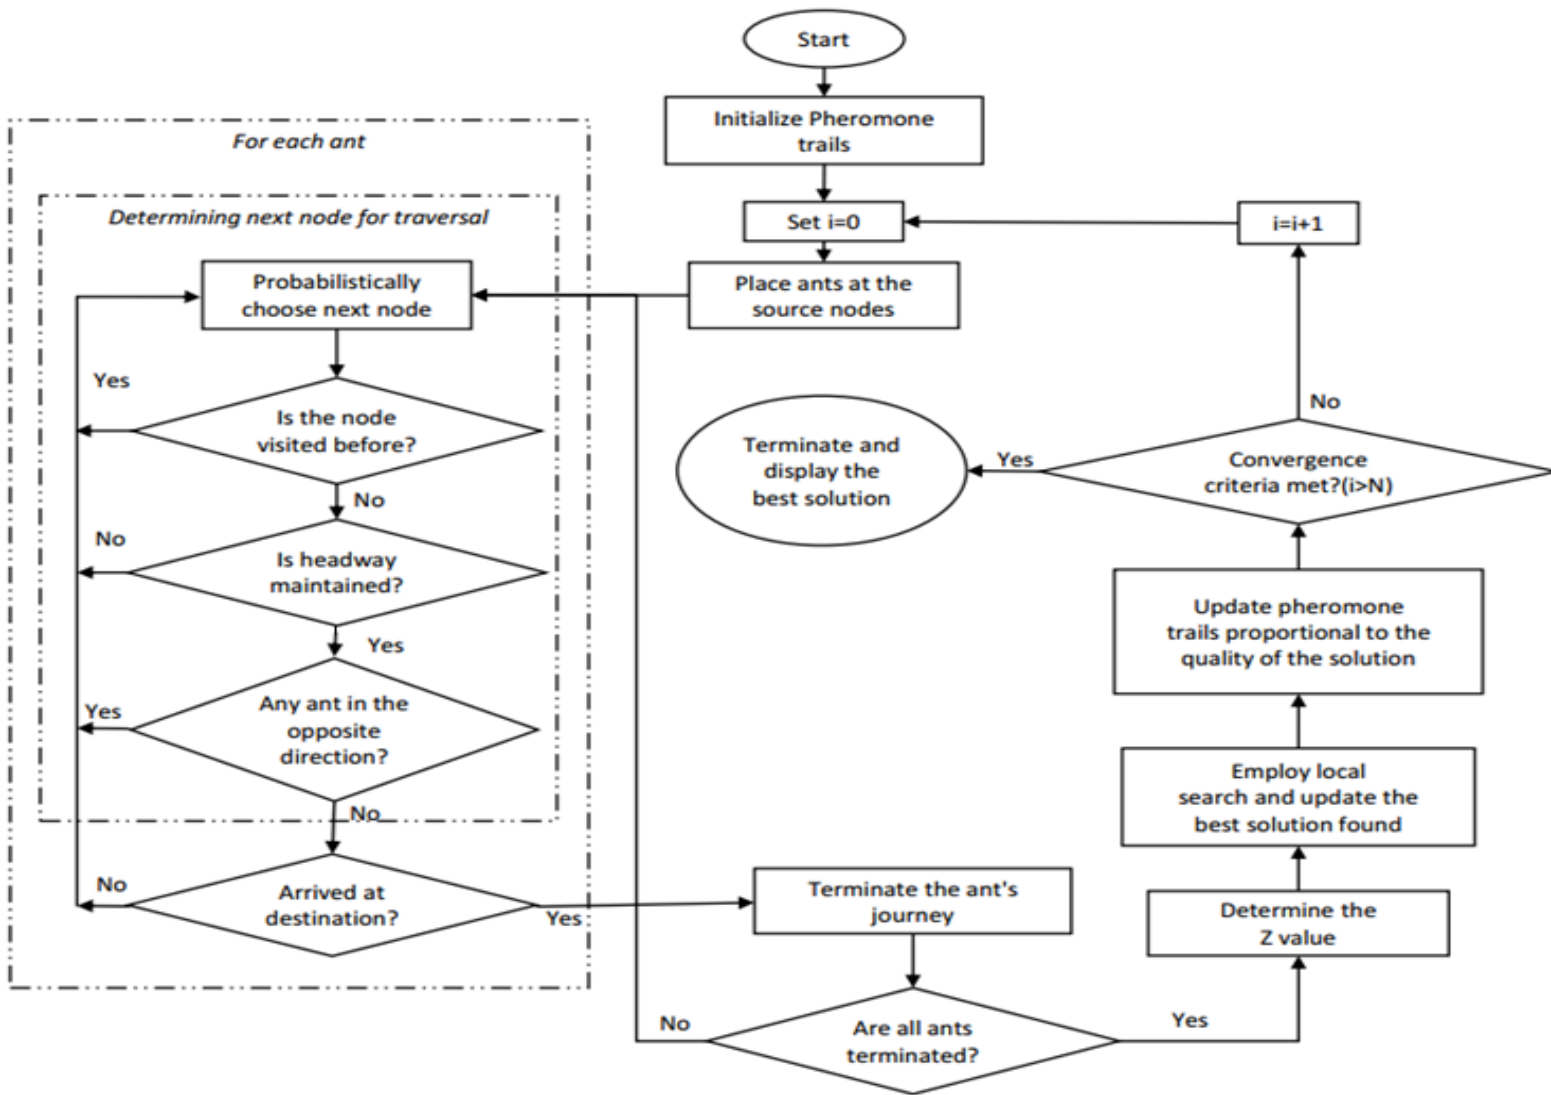 Start
Initialize Pheromone
trails
For each ant
Determining next node for traversal
Set i=0
i=i+1
Probabilistically
choose next node
Place ants at the
source nodes
Yes
Is the node
visited before?
No
Terminate and
display the
best solution
Yes
Convergence
criteria met?(i>N)
No
No
Is headway
maintained?
Yes
Update pheromone
trails proportional to the
quality of the solution
Yes
Any ant in the
opposite
direction?
No
Employ local
search and update the
best solution found
No
Arrived at
destination?
Yes
Terminate the ant's
journey
Determine the
Z value
No
Are all ants
terminated?
Yes